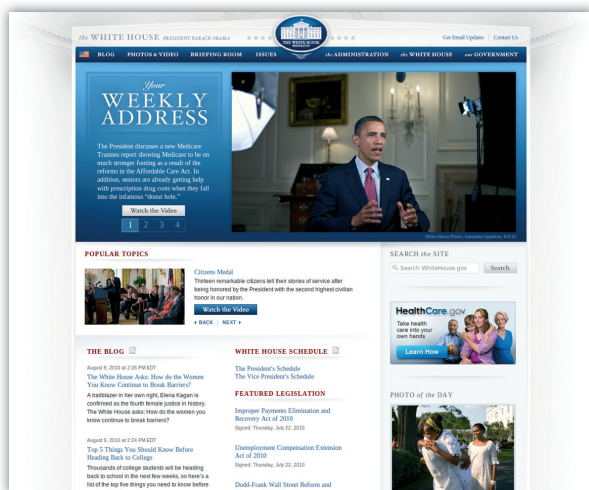 the WHITE HOUSE PRESIDENT BARACK OBAMA
THE WHITE HOUSE
WASHINGTON
Get Email Updates | Contact Us
BLOG PHOTOS & VIDEO BRIEFING ROOM ISSUES the ADMINISTRATION the WHITE HOUSE our GOVERNMENT
Your
WEEKLY
ADDRESS
The President discusses a new Medicare
Trustees report showing Medicare to be on
much stronger footing as a result of the
reforms in the Affordable Care Act. In
addition, seniors are already getting help
with prescription drug costs when they fall
into the infamous "donut hole."
Watch the Video
1 2 3 4
White House Photo, Samantha Appleton, 8/6/10
POPULAR TOPICS
Citizens Medal
Thirteen remarkable citizens tell their stories of service after
being honored by the President with the second highest civilian
honor in our nation.
Watch the Video
BACK | NEXT
SEARCH the SITE
Search WhiteHouse.gov Search
HealthCare.gov
Take health
care into your
own hands
Learn How
THE BLOG
August 9, 2010 at 2:26 PM EDT
The White House Asks: How do the Women
You Know Continue to Break Barriers?
A trailblazer in her own right, Elena Kagan is
confirmed as the fourth female justice in history.
The White House asks: How do the women you
know continue to break barriers?
August 9, 2010 at 2:24 PM EDT
Top 5 Things You Should Know Before
Heading Back to College
Thousands of college students will be heading
back to school in the next few weeks, so here's a
list of the top five things you need to know before
WHITE HOUSE SCHEDULE
The President's Schedule
The Vice President's Schedule
FEATURED LEGISLATION
Improper Payments Elimination and
Recovery Act of 2010
Signed: Thursday, July 22, 2010
Unemployment Compensation Extension
Act of 2010
Signed: Thursday, July 22, 2010
Dodd-Frank Wall Street Reform and
PHOTO of the DAY